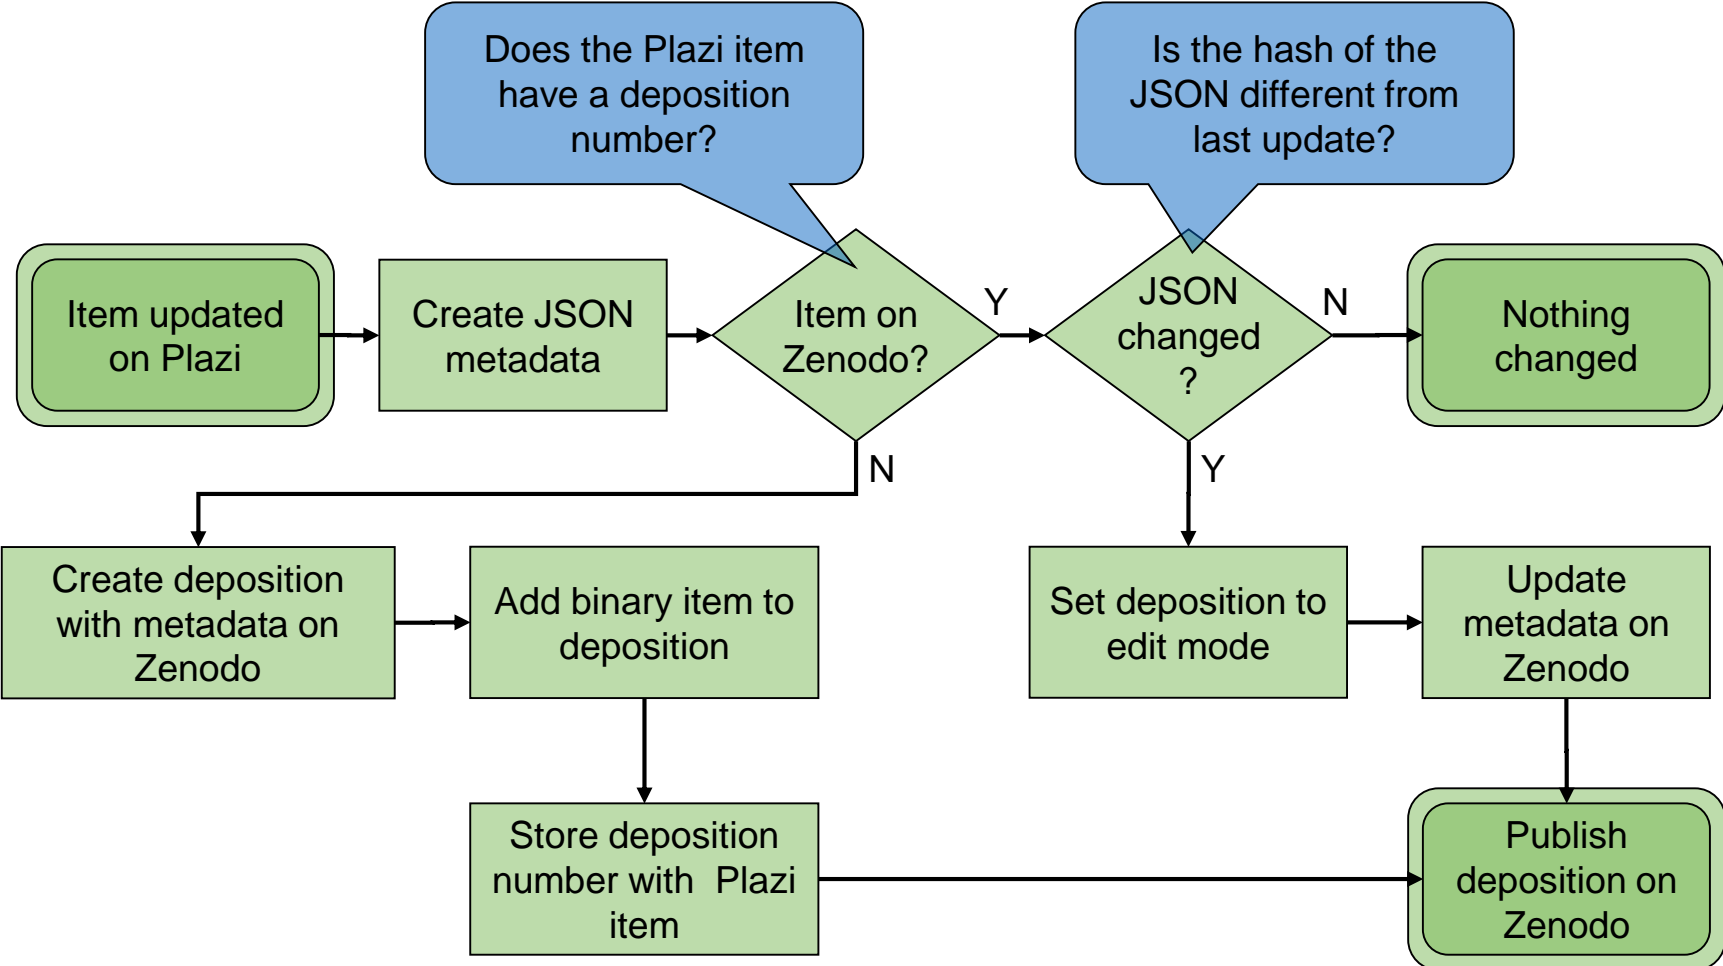 Does the Plazi item
have a deposition
number?
Is the hash of the
JSON different from
last update?
Item updated
on Plazi
Create JSON
metadata
Item on
Zenodo?
Y
JSON
changed
?
N
Nothing
changed
N
Y
Create deposition
with metadata on
Zenodo
Add binary item to
deposition
Set deposition to
edit mode
Update
metadata on
Zenodo
Store deposition
number with  Plazi
item
Publish
deposition on
Zenodo